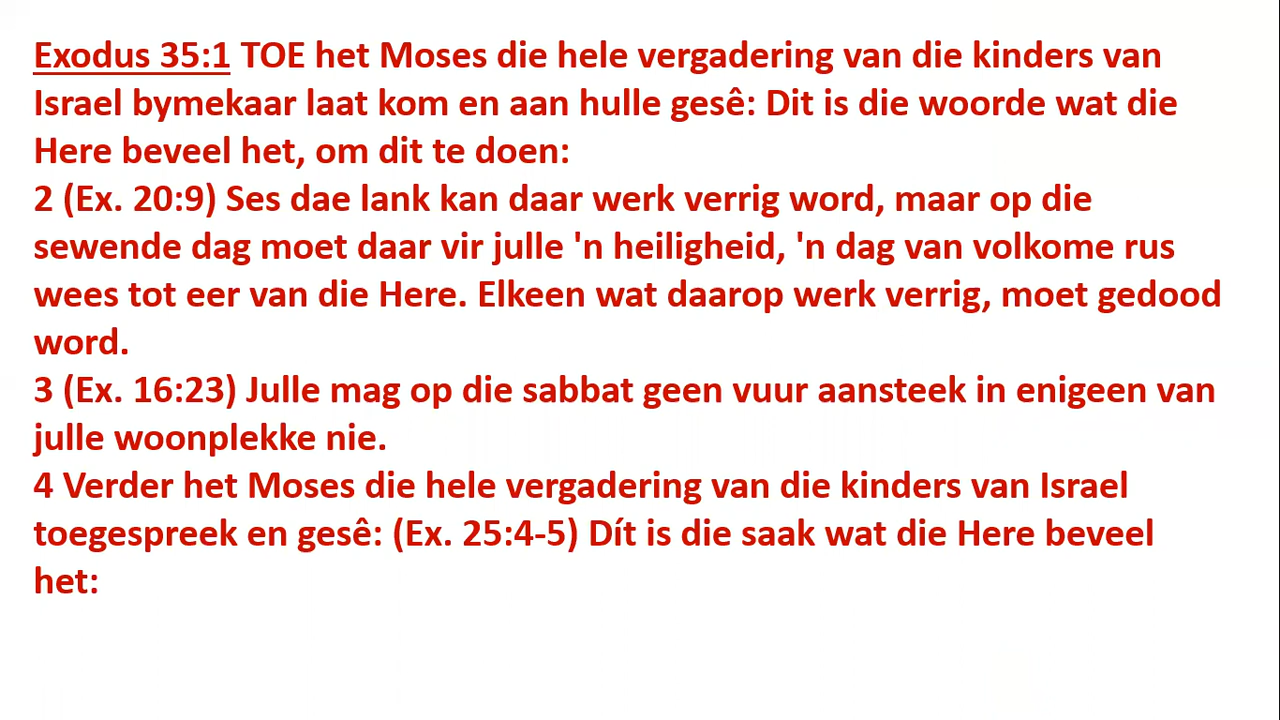 Exodus 35:1 TOE het Moses die hele vergadering van die kinders van
Israel bymekaar laat kom en aan hulle gesê: Dit is die woorde wat die
Here beveel het, om dit te doen:
2 (Ex. 20:9) Ses dae lank kan daar werk verrig word, maar op die
sewende dag moet daar vir julle 'n heiligheid, 'n dag van volkome rus
wees tot eer van die Here. Elkeen wat daarop werk verrig, moet gedood
word.
3 (Ex. 16:23) Julle mag op die sabbat geen vuur aansteek in enigeen van
julle woonplekke nie.
4 Verder het Moses die hele vergadering van die kinders van Israel
toegespreek en gesê: (Ex. 25:4-5) Dít is die saak wat die Here beveel
het: